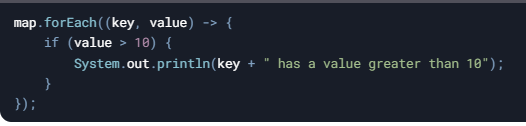 map.forEach((key, value) -> {
    if (value > 10) {
        System.out.println(key + " has a value greater than 10");
    }
});